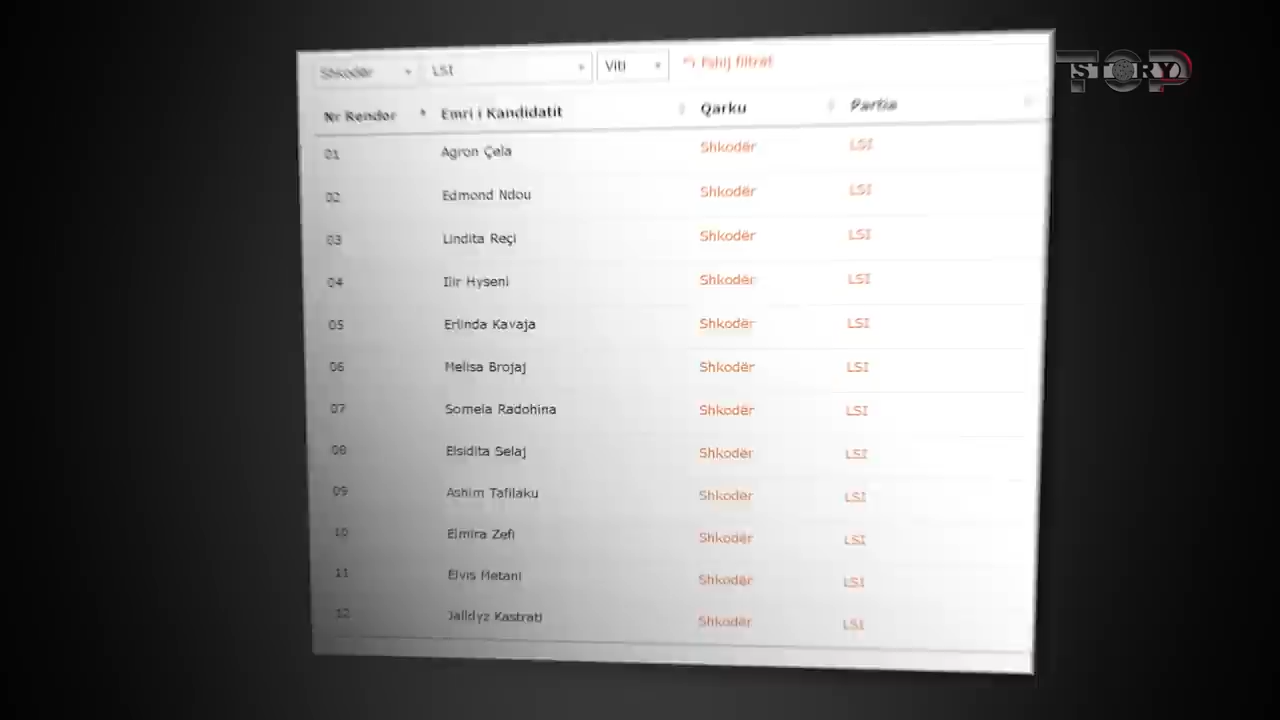 Shkodër LSI Viti Fshij filtrat
TOP STORY
Nr Rendor Emri i Kandidatit Qarku Partia
01 Agron Çela Shkodër LSI
02 Edmond Ndou Shkodër LSI
03 Lindita Reçi Shkodër LSI
04 Ilir Hyseni Shkodër LSI
05 Erlinda Kavaja Shkodër LSI
06 Melisa Brojaj Shkodër LSI
07 Somela Radohina Shkodër LSI
08 Elsidita Selaj Shkodër LSI
09 Ashim Tafilaku Shkodër LSI
10 Elmira Zefi Shkodër LSI
11 Elvis Metani Shkodër LSI
12 Jalldyz Kastrati Shkodër LSI